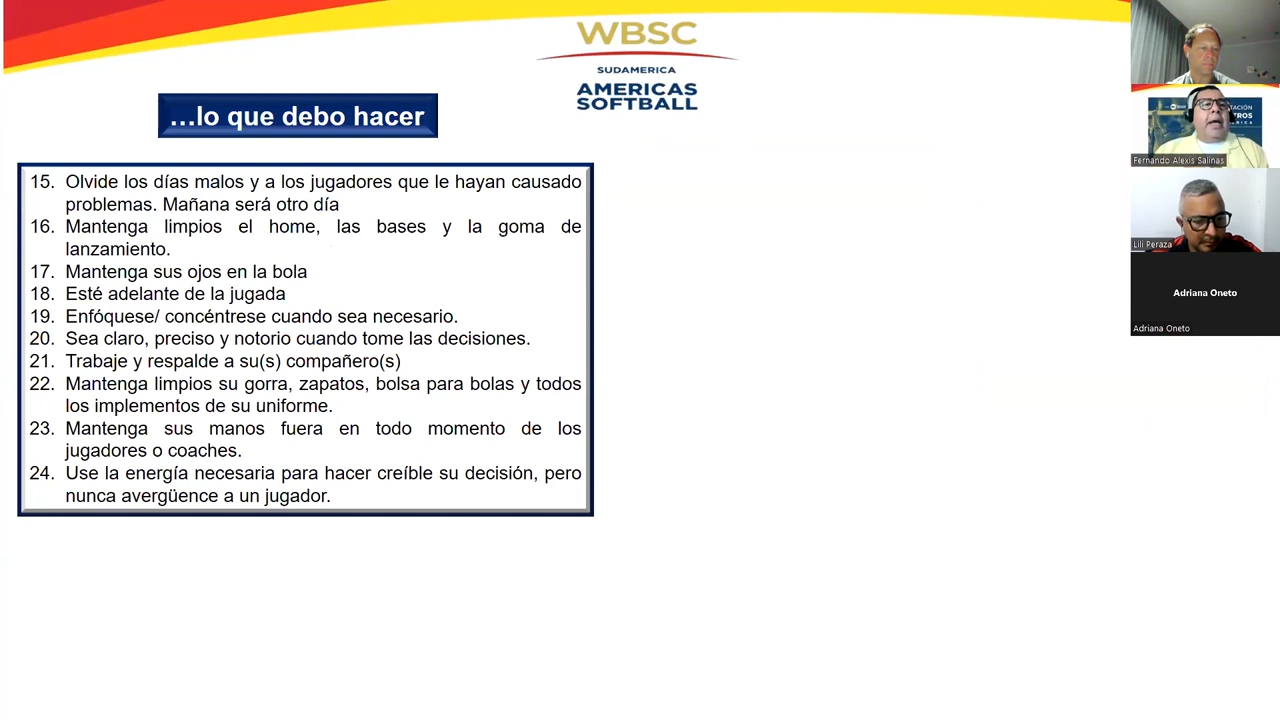 WBSC
SUDAMERICA
AMERICAS
SOFTBALL
...lo que debo hacer
15. Olvide los días malos y a los jugadores que le hayan causado
problemas. Mañana será otro día
16. Mantenga limpios el home, las bases y la goma de
lanzamiento.
17. Mantenga sus ojos en la bola
18. Esté adelante de la jugada
19. Enfóquese/ concéntrese cuando sea necesario.
20. Sea claro, preciso y notorio cuando tome las decisiones.
21. Trabaje y respalde a su(s) compañero(s)
22. Mantenga limpios su gorra, zapatos, bolsa para bolas y todos
los implementos de su uniforme.
23. Mantenga sus manos fuera en todo momento de los
jugadores o coaches.
24. Use la energía necesaria para hacer creíble su decisión, pero
nunca avergüence a un jugador.
Fernando Alexis Salinas
Lili Peraza
Adriana Oneto
Adriana Oneto